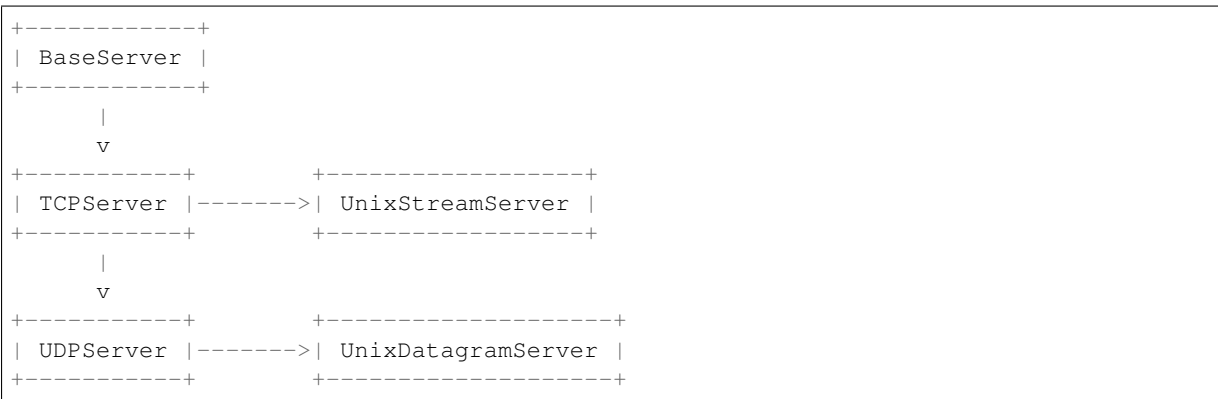 +------------+
| BaseServer |
+------------+
      |
      v
+-----------+        +------------------+
| TCPServer |------->| UnixStreamServer |
+-----------+        +------------------+
      |
      v
+-----------+        +--------------------+
| UDPServer |------->| UnixDatagramServer |
+-----------+        +--------------------+